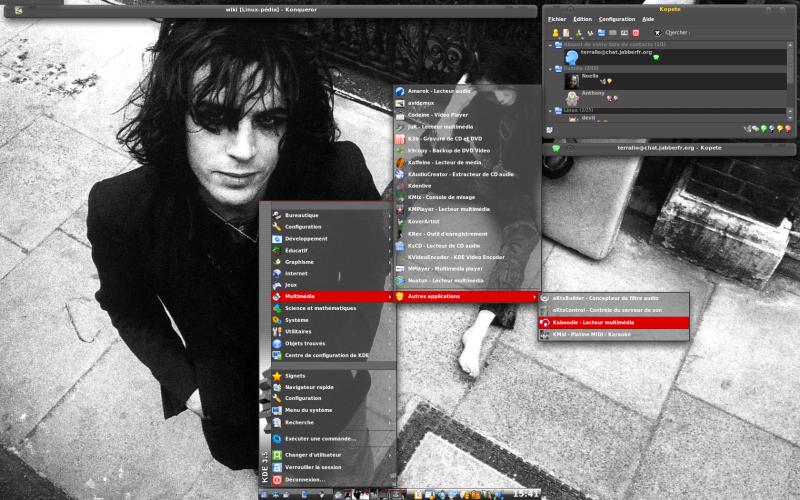 wiki [Linux-pédia] - Konqueror
Kopete
Fichier Édition Configuration Aide
Chercher :
Absent de votre liste de contacts (1/1)
terralio@chat.jabberfr.org
Noella
Anthony
Linux (2/25)
devil
terralio@chat.jabberfr.org - Kopete
Amarok - Lecteur audio
avidemux
Codeine - Video Player
JuK - Lecteur multimédia
K3b - Gravure de CD et DVD
k9copy - Backup de DVD Video
Kaffeine - Lecteur de média
KAudioCreator - Extracteur de CD audio
Kdenlive
KMix - Console de mixage
KMPlayer - Lecteur multimédia
KoverArtist
KRec - Outil d'enregistrement
KsCD - Lecteur de CD audio
KVideoEncoder - KDE Video Encoder
MPlayer - Multimedia player
Noatun - Lecteur multimédia
Autres applications
aRtsBuilder - Concepteur de filtre audio
aRtsControl - Contrôle du serveur de son
Kaboodle - Lecteur multimédia
KMid - Platine MIDI / Karaoké
Bureautique
Configuration
Développement
Éducatif
Graphisme
Internet
Jeux
Multimédia
Science et mathématiques
Système
Utilitaires
Objets trouvés
Centre de configuration de KDE
Signets
Navigateur rapide
Configuration
Menu du système
Recherche
Exécuter une commande...
Changer d'utilisateur
Verrouiller la session
Déconnexion...
KDE 3.5
15:41